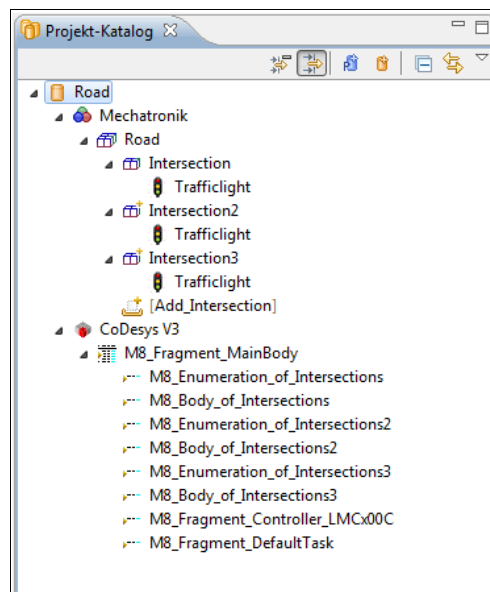 Projekt-Katalog
Road
Mechatronik
Road
Intersection
Trafficlight
Intersection2
Trafficlight
Intersection3
Trafficlight
[Add_Intersection]
CoDesys V3
M8_Fragment_MainBody
M8_Enumeration_of_Intersections
M8_Body_of_Intersections
M8_Enumeration_of_Intersections2
M8_Body_of_Intersections2
M8_Enumeration_of_Intersections3
M8_Body_of_Intersections3
M8_Fragment_Controller_LMCx00C
M8_Fragment_DefaultTask